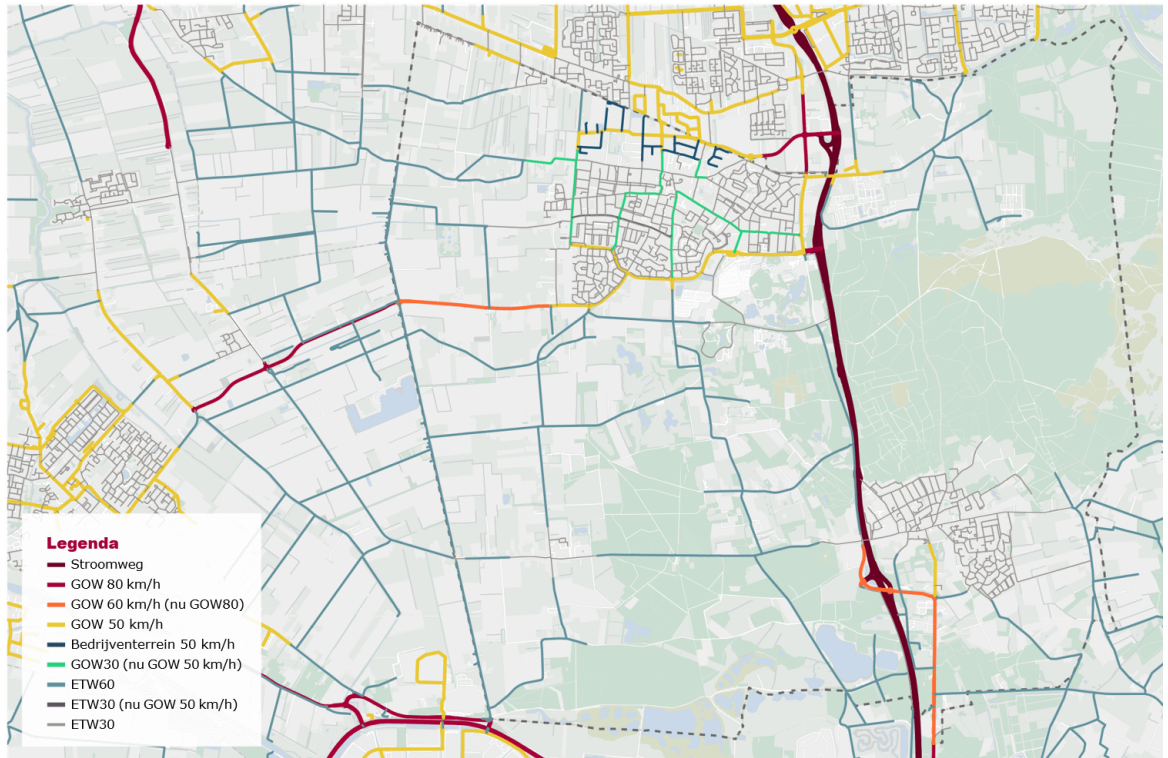 Legenda
Stroomweg
GOW 80 km/h
GOW 60 km/h (nu GOW80)
GOW 50 km/h
Bedrijventerrein 50 km/h
GOW30 (nu GOW 50 km/h)
ETW60
ETW30 (nu GOW 50 km/h)
ETW30